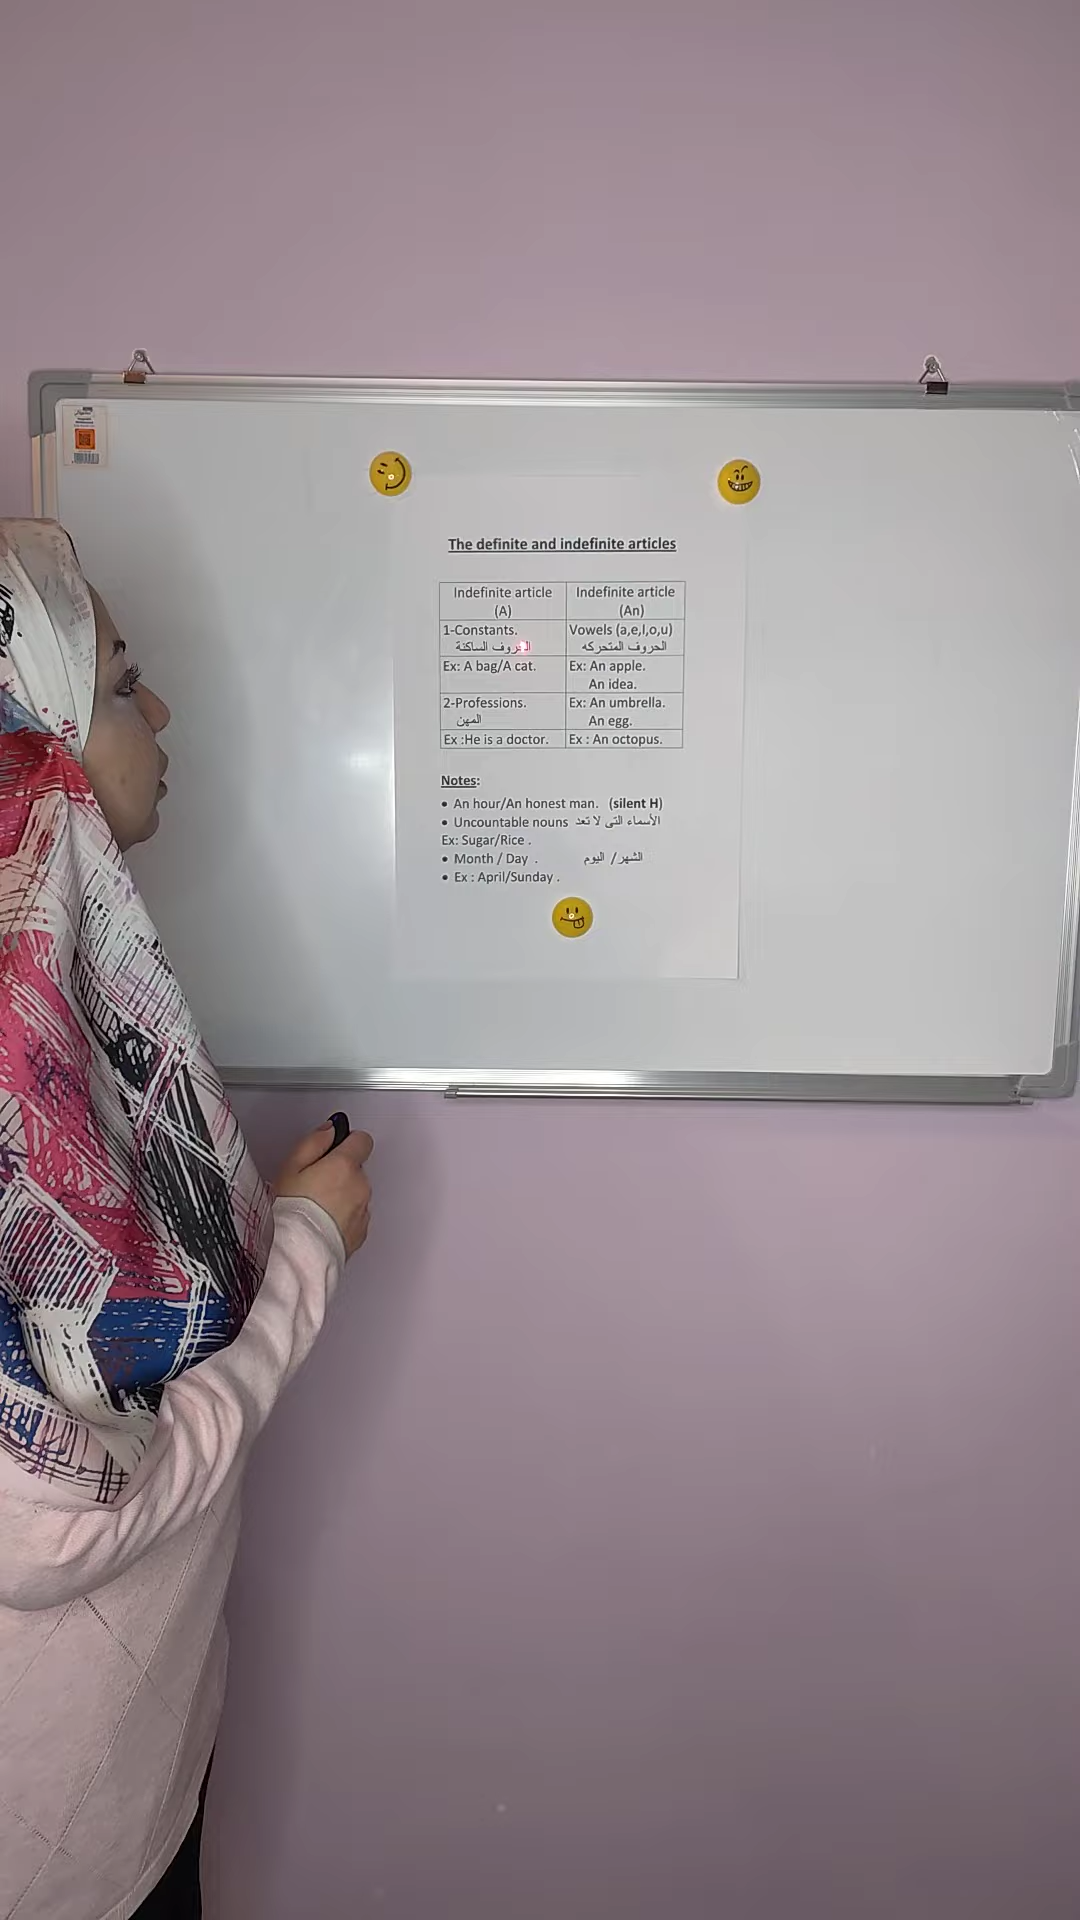 The definite and indefinite articles
Indefinite article (A)
Indefinite article (An)
1-Constants.
الحروف الساكنة
Vowels (a,e,I,o,u)
الحروف المتحركه
Ex: A bag/A cat.
Ex: An apple.
An idea.
2-Professions.
المهن
Ex: An umbrella.
An egg.
Ex :He is a doctor.
Ex : An octopus.
Notes:
• An hour/An honest man. (silent H)
• Uncountable nouns الأسماء التى لا تعد
Ex: Sugar/Rice .
• Month / Day . الشهر/ اليوم
• Ex : April/Sunday .